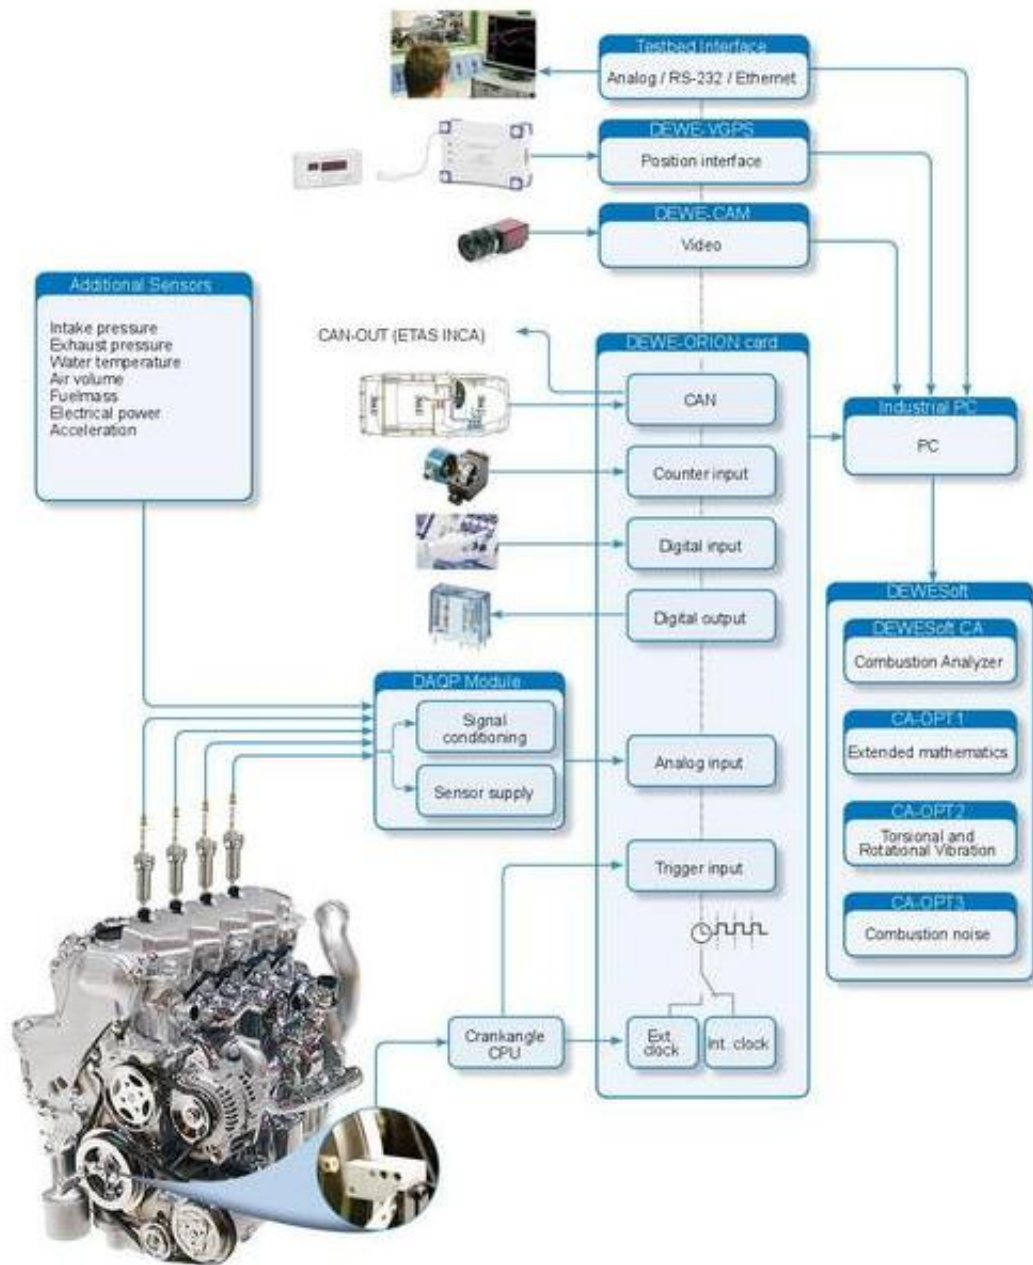 Testbed Interface
Analog / RS-232 / Ethernet
DEWE-VGPS
Position interface
DEWE-CAM
Video
Additional Sensors
Intake pressure
Exhaust pressure
Water temperature
Air volume
Fuelmass
Electrical power
Acceleration
CAN-OUT (ETAS INCA)
DEWE-ORION card
CAN
Counter input
Digital input
Digital output
Industrial PC
PC
DAQP Module
Signal
conditioning
Sensor supply
Analog input
Trigger input
Crankangle
CPU
Ext
clock
Int. clock
DEWESoft
DEWESoft CA
Combustion Analyzer
CA-OPT1
Extended mathematics
CA-OPT2
Torsional and
Rotational Vibration
CA-OPT3
Combustion noise